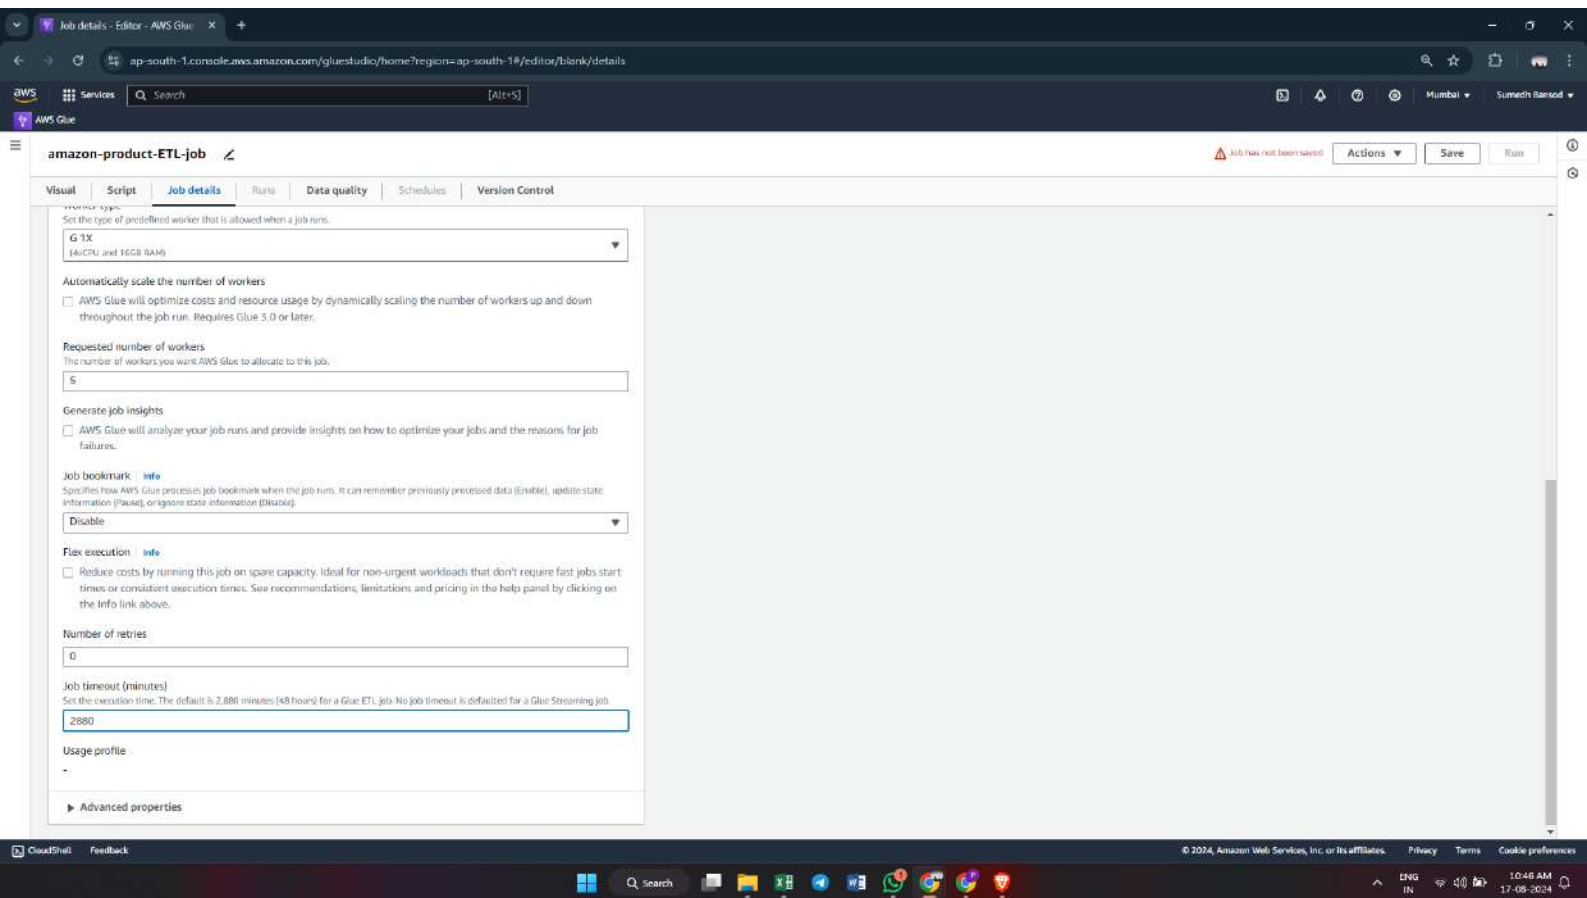 Job details - Editor - AWS Glue
ap-south-1.console.aws.amazon.com/gluestudio/home?region=ap-south-1#/editor/blank/details
aws Services Search [Alt+S] Mumbai Sumedh Bansod
AWS Glue
amazon-product-ETL-job Job has not been saved Actions Save Run
Visual Script Job details Runs Data quality Schedules Version Control
Worker type
Set the type of predefined worker that is allowed when a job runs.
G 1X
(4vCPU and 16GB RAM)
Automatically scale the number of workers
AWS Glue will optimize costs and resource usage by dynamically scaling the number of workers up and down
throughout the job run. Requires Glue 3.0 or later.
Requested number of workers
The number of workers you want AWS Glue to allocate to this job.
5
Generate job insights
AWS Glue will analyze your job runs and provide insights on how to optimize your jobs and the reasons for job
failures.
Job bookmark Info
Specifies how AWS Glue processes job bookmark when the job runs. It can remember previously processed data (Enable), update state
information (Pause), or ignore state information (Disable).
Disable
Flex execution Info
Reduce costs by running this job on spare capacity. Ideal for non-urgent workloads that don't require fast jobs start
times or consistent execution times. See recommendations, limitations and pricing in the help panel by clicking on
the Info link above.
Number of retries
0
Job timeout (minutes)
Set the execution time. The default is 2,880 minutes (48 hours) for a Glue ETL job. No job timeout is defaulted for a Glue Streaming job.
2880
Usage profile
-
Advanced properties
CloudShell Feedback © 2024, Amazon Web Services, Inc. or its affiliates. Privacy Terms Cookie preferences
Search ENG 10:46 AM
IN 17-08-2024